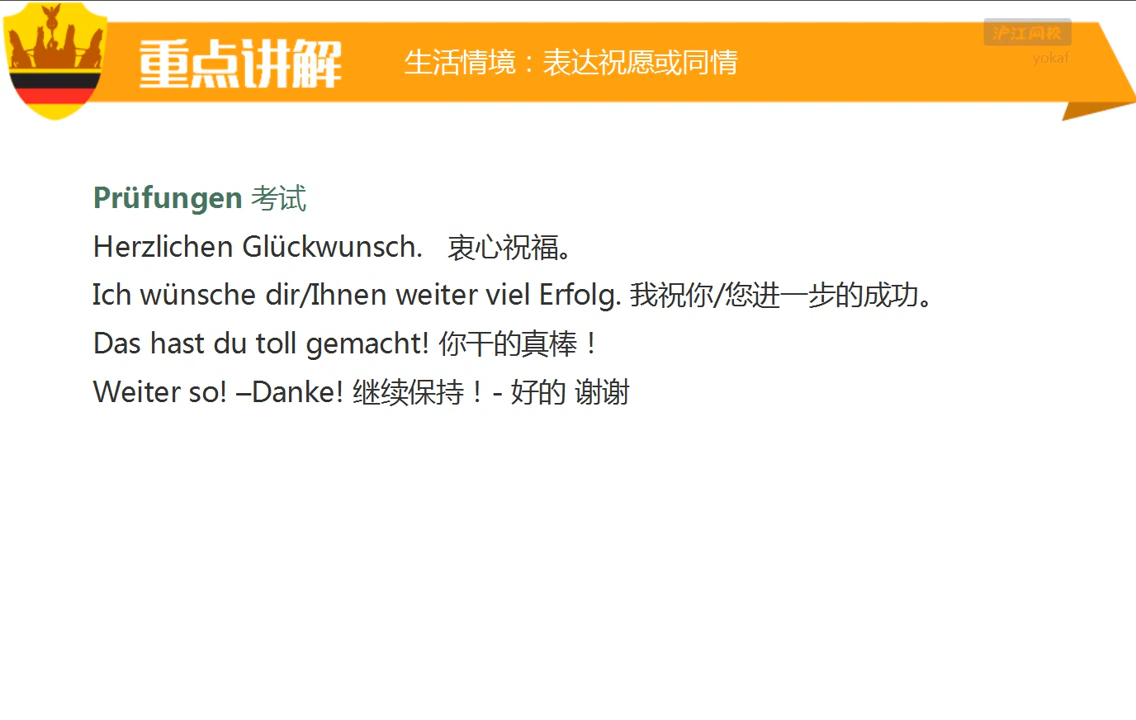 重点讲解 生活情境：表达祝愿或同情
沪江网校
yokaf
Prüfungen 考试
Herzlichen Glückwunsch. 衷心祝福。
Ich wünsche dir/Ihnen weiter viel Erfolg. 我祝你/您进一步的成功。
Das hast du toll gemacht! 你干的真棒！
Weiter so! –Danke! 继续保持！- 好的 谢谢